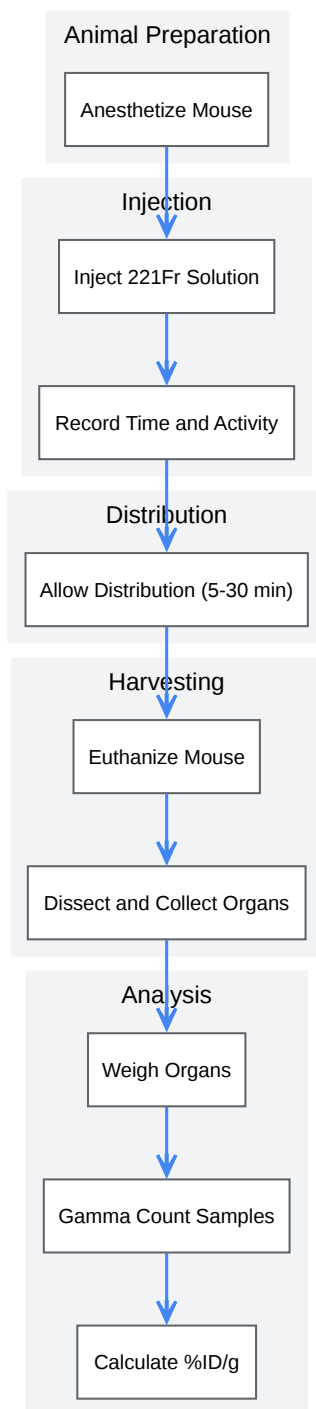 Animal Preparation
Anesthetize Mouse
Injection
Inject 221Fr Solution
Record Time and Activity
Distribution
Allow Distribution (5-30 min)
Harvesting
Euthanize Mouse
Dissect and Collect Organs
Analysis
Weigh Organs
Gamma Count Samples
Calculate %ID/g